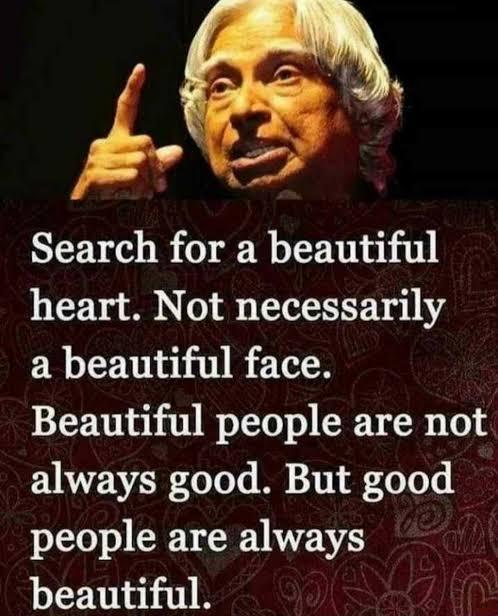 Search for a beautiful
heart. Not necessarily
a beautiful face.
Beautiful people are not
always good. But good
people are always
beautiful.